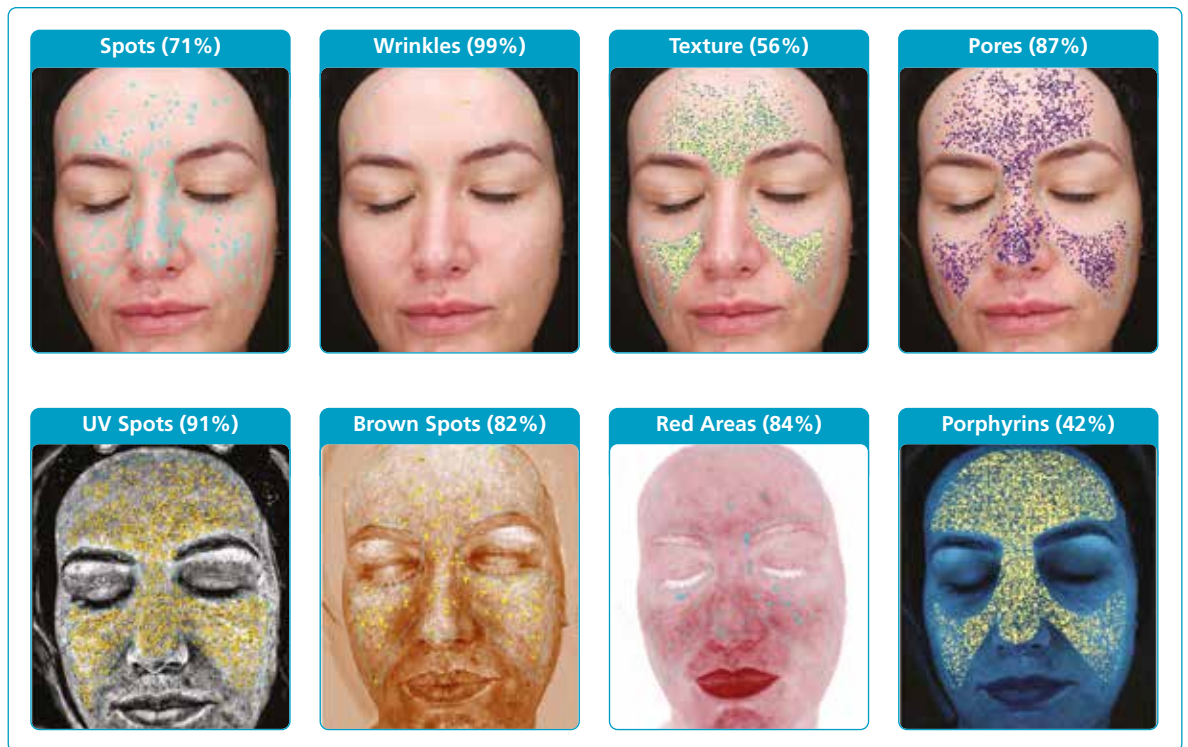 Spots (71%)
Wrinkles (99%)
Texture (56%)
Pores (87%)
UV Spots (91%)
Brown Spots (82%)
Red Areas (84%)
Porphyrins (42%)